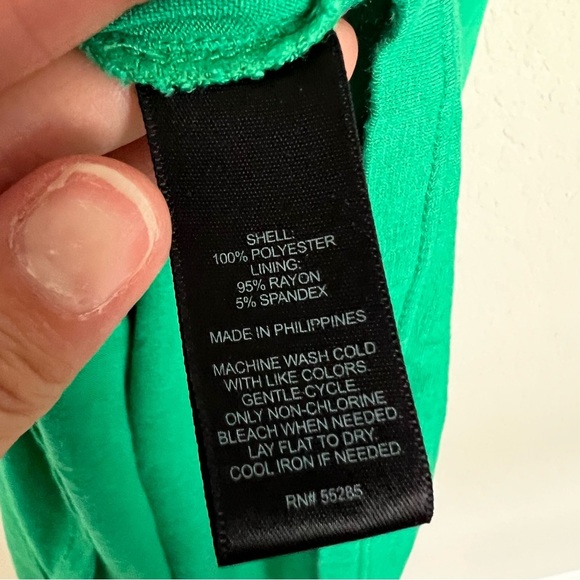 SHELL:
100% POLYESTER
LINING:
95% RAYON
5% SPANDEX
MADE IN PHILIPPINES
MACHINE WASH COLD
WITH LIKE COLORS.
GENTLE CYCLE.
ONLY NON-CHLORINE
BLEACH WHEN NEEDED.
LAY FLAT TO DRY.
COOL IRON IF NEEDED.
RN# 55285